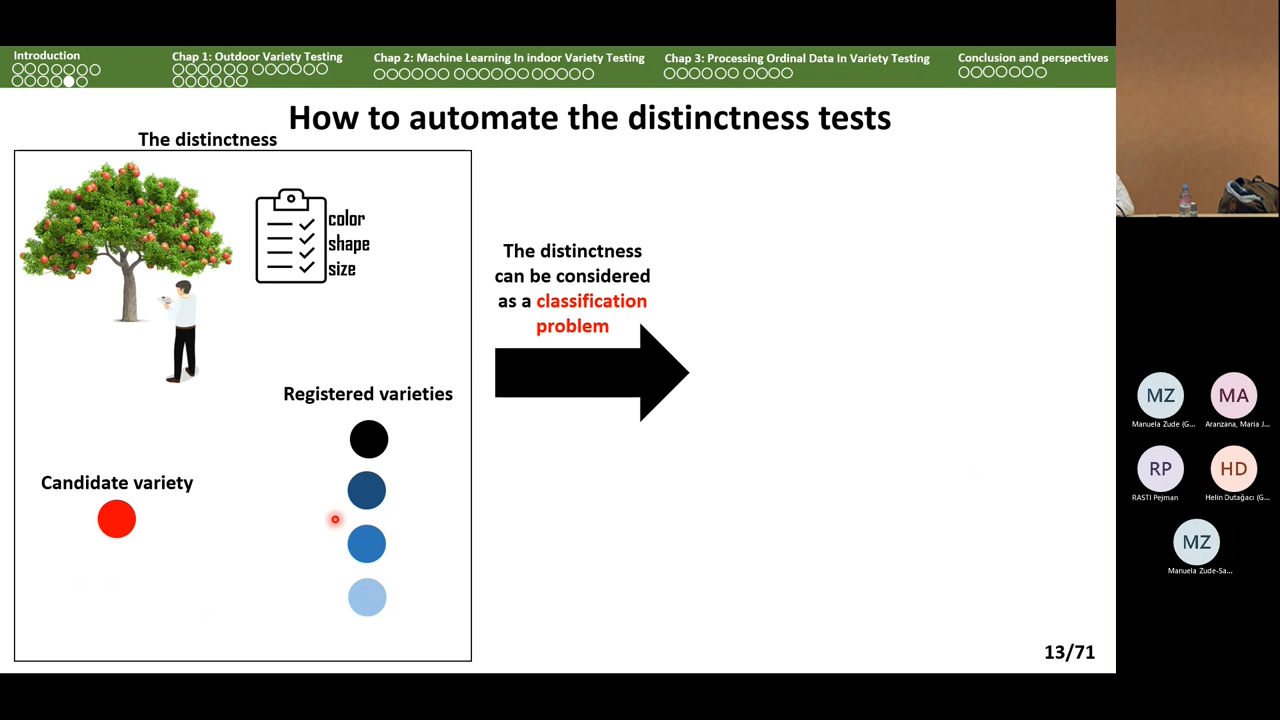 Introduction
Chap 1: Outdoor Variety Testing
Chap 2: Machine Learning In indoor Variety Testing
Chap 3: Processing Ordinal Data In Variety Testing
Conclusion and perspectives
How to automate the distinctness tests
The distinctness
color
shape
size
The distinctness
can be considered
as a classification
problem
Registered varieties
Candidate variety
13/71
MZ
Manuela Zude (G...
MA
Aranzana, Maria J...
RP
RASTI Pejman
HD
Helin Dutağacı (G...
MZ
Manuela Zude-Sa...